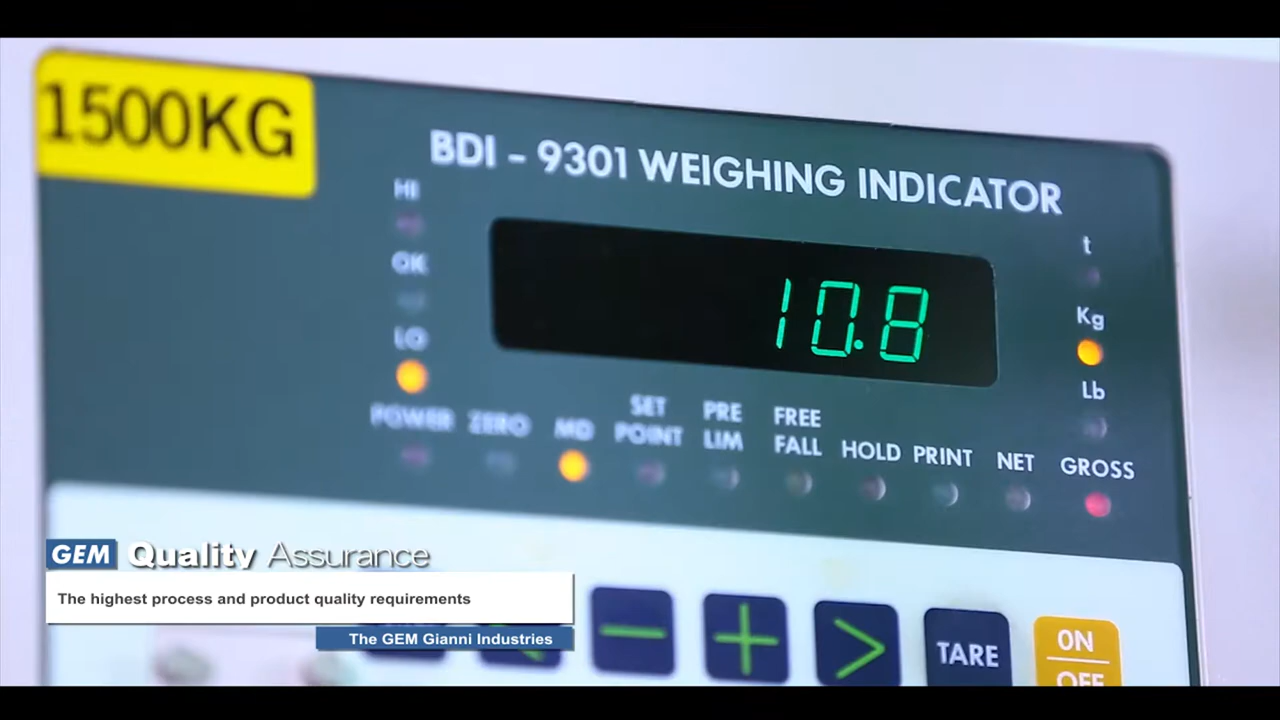 1500KG
BDI - 9301 WEIGHING INDICATOR
HI
OK
LO
10.8
t
Kg
Lb
POWER ZERO MD SET POINT PRE LIM FREE FALL HOLD PRINT NET GROSS
GEM Quality Assurance
The highest process and product quality requirements
The GEM Gianni Industries
TARE
ON
OFF